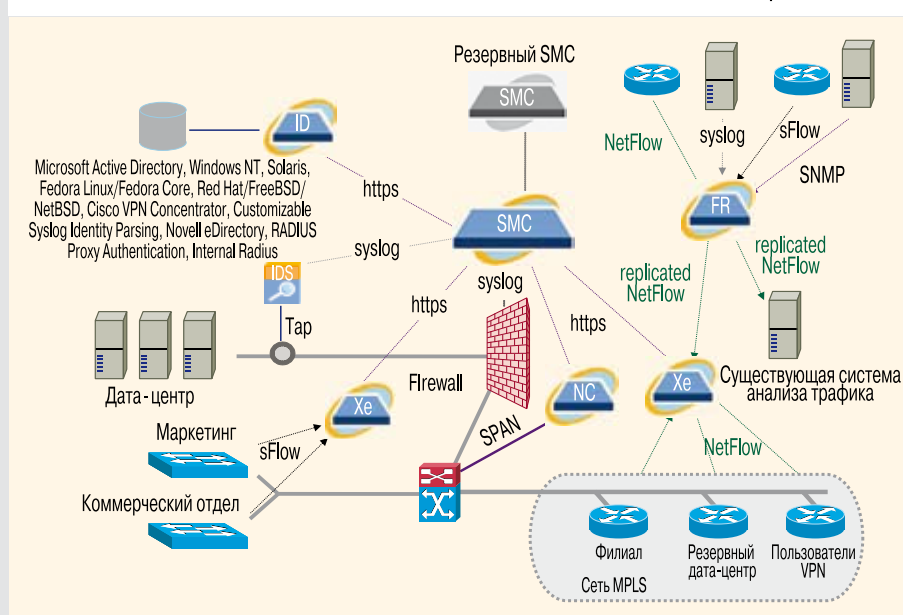 Резервный SMC
SMC
ID
NetFlow
syslog
sFlow
SNMP
Microsoft Active Directory, Windows NT, Solaris,
Fedora Linux/Fedora Core, Red Hat/FreeBSD/
NetBSD, Cisco VPN Concentrator, Customizable
Syslog Identity Parsing, Novell eDirectory, RADIUS
Proxy Authentication, Internal Radius
https
SMC
FR
syslog
IDS
syslog
replicated
NetFlow
replicated
NetFlow
https
https
Tap
FIrewall
Дата-центр
Xe
NC
Xe
Существующая система
анализа трафика
Маркетинг
sFlow
SPAN
NetFlow
Коммерческий отдел
Филиал
Резервный
дата-центр
Пользователи
VPN
Сеть MPLS